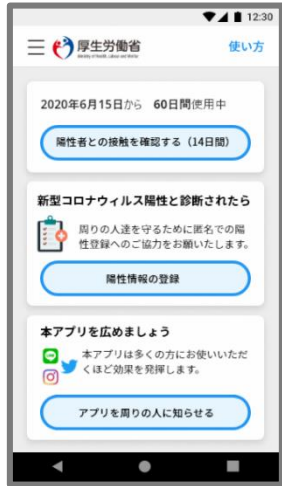 12:30
厚生労働省
Ministry of Health, Labour and Welfare
使い方
2020年6月15日から 60日間使用中
陽性者との接触を確認する（14日間）
新型コロナウィルス陽性と診断されたら
周りの人達を守るために匿名での陽
性登録へのご協力をお願いいたします。
陽性情報の登録
本アプリを広めましょう
本アプリは多くの方にお使いいただ
くほど効果を発揮します。
アプリを周りの人に知らせる